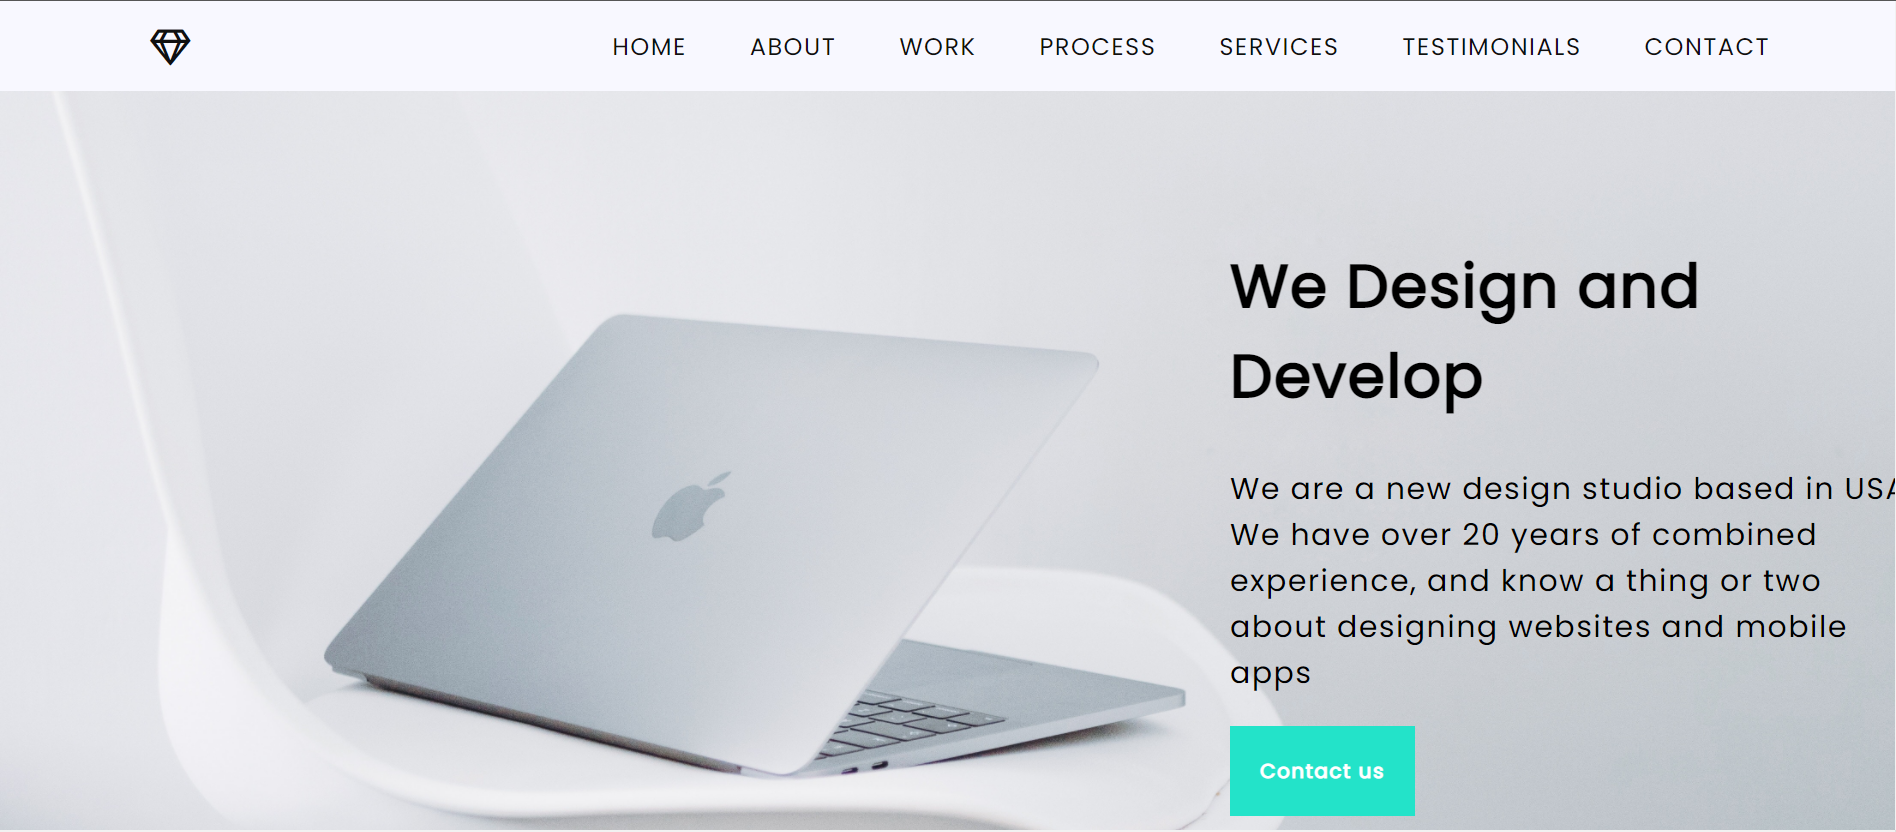 HOME ABOUT WORK PROCESS SERVICES TESTIMONIALS CONTACT
We Design and
Develop
We are a new design studio based in USA
We have over 20 years of combined
experience, and know a thing or two
about designing websites and mobile
apps
Contact us